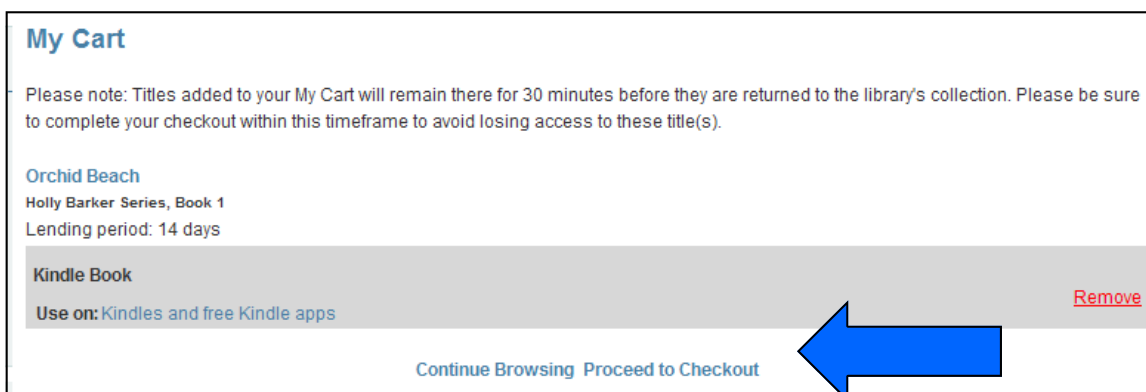 My Cart
Please note: Titles added to your My Cart will remain there for 30 minutes before they are returned to the library's collection. Please be sure
to complete your checkout within this timeframe to avoid losing access to these title(s).
Orchid Beach
Holly Barker Series, Book 1
Lending period: 14 days
Kindle Book
Remove
Use on: Kindles and free Kindle apps
Continue Browsing Proceed to Checkout